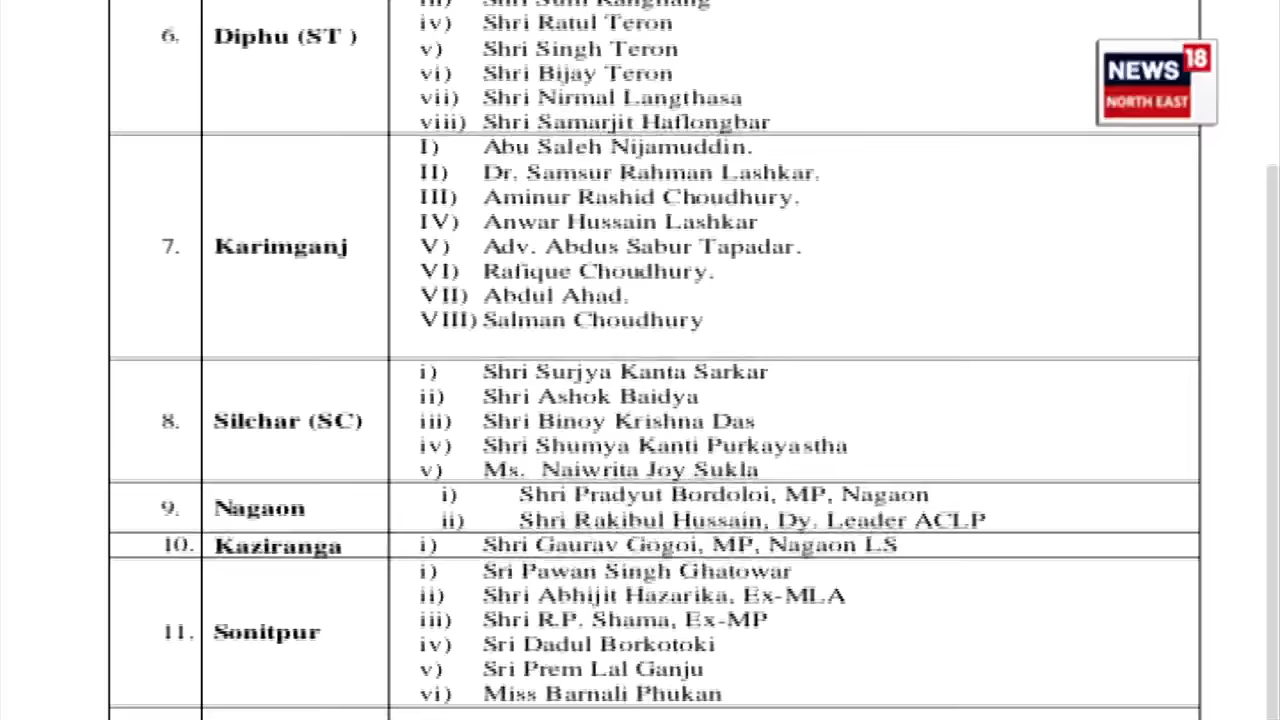 iii) Shri Sum Ranghang
6. Diphu (ST )
iv) Shri Ratul Teron
v) Shri Singh Teron
vi) Shri Bijay Teron
vii) Shri Nirmal Langthasa
viii) Shri Samarjit Haflongbar
7. Karimganj
I) Abu Saleh Nijamuddin.
II) Dr. Samsur Rahman Lashkar.
III) Aminur Rashid Choudhury.
IV) Anwar Hussain Lashkar
V) Adv. Abdus Sabur Tapadar.
VI) Rafique Choudhury.
VII) Abdul Ahad.
VIII) Salman Choudhury
8. Silchar (SC)
i) Shri Surjya Kanta Sarkar
ii) Shri Ashok Baidya
iii) Shri Binoy Krishna Das
iv) Shri Shumya Kanti Purkayastha
v) Ms. Naiwrita Joy Sukla
9. Nagaon
i) Shri Pradyut Bordoloi, MP, Nagaon
ii) Shri Rakibul Hussain, Dy. Leader ACLP
10. Kaziranga
i) Shri Gaurav Gogoi, MP, Nagaon LS
11. Sonitpur
i) Sri Pawan Singh Ghatowar
ii) Shri Abhijit Hazarika, Ex-MLA
iii) Shri R.P. Shama, Ex-MP
iv) Sri Dadul Borkotoki
v) Sri Prem Lal Ganju
vi) Miss Barnali Phukan
NEWS 18
NORTH EAST